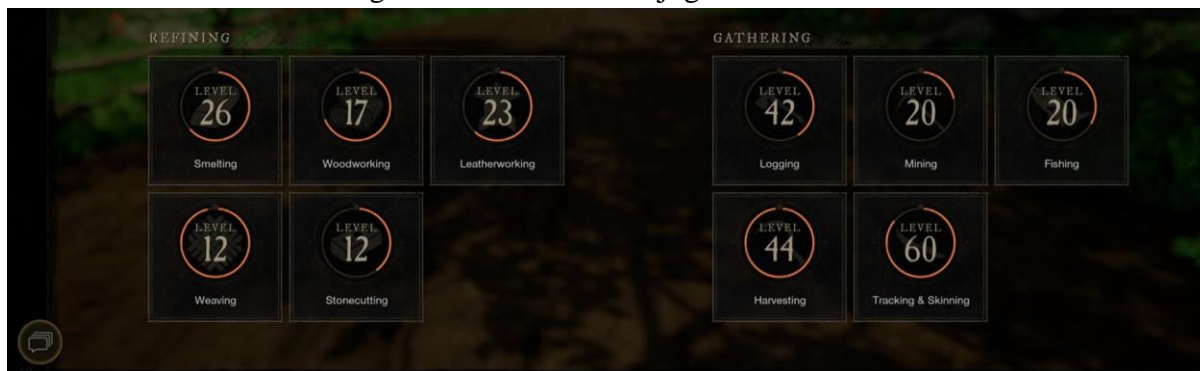 REFINING
LEVEL
26
Smelting
LEVEL
17
Woodworking
LEVEL
23
Leatherworking
LEVEL
12
Weaving
LEVEL
12
Stonecutting
GATHERING
LEVEL
42
Logging
LEVEL
20
Mining
LEVEL
20
Fishing
LEVEL
44
Harvesting
LEVEL
60
Tracking & Skinning